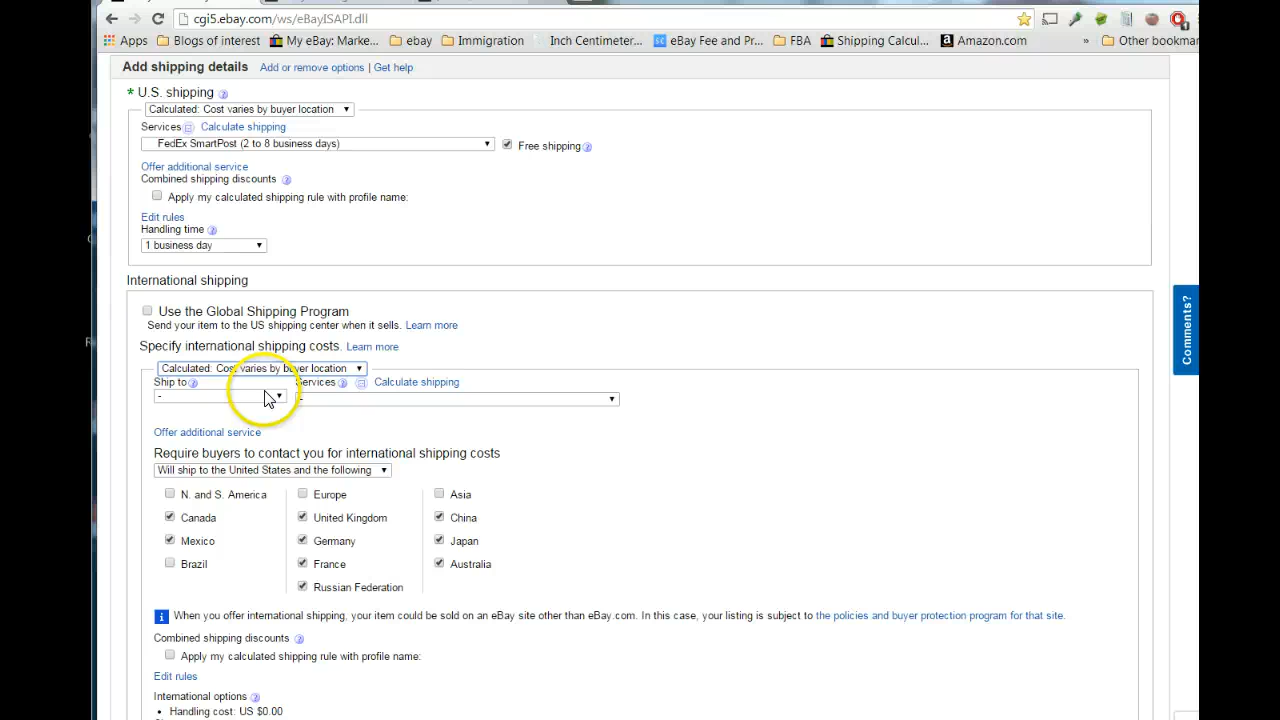 cgi5.ebay.com/ws/eBayISAPI.dll
Apps Blogs of interest My eBay: Marke... ebay Immigration Inch Centimeter... eBay Fee and Pr... FBA Shipping Calcul... Amazon.com » Other bookmar
Add shipping details Add or remove options | Get help
* U.S. shipping ?
Calculated: Cost varies by buyer location
Services Calculate shipping
FedEx SmartPost (2 to 8 business days) Free shipping ?
Offer additional service
Combined shipping discounts ?
Apply my calculated shipping rule with profile name:
Edit rules
Handling time ?
1 business day
International shipping
Use the Global Shipping Program
Send your item to the US shipping center when it sells. Learn more
Specify international shipping costs. Learn more
Calculated: Cost varies by buyer location
Ship to ? Services ? Calculate shipping
- -
Offer additional service
Require buyers to contact you for international shipping costs
Will ship to the United States and the following
N. and S. America Europe Asia
Canada United Kingdom China
Mexico Germany Japan
Brazil France Australia
Russian Federation
i When you offer international shipping, your item could be sold on an eBay site other than eBay.com. In this case, your listing is subject to the policies and buyer protection program for that site.
Combined shipping discounts ?
Apply my calculated shipping rule with profile name:
Edit rules
International options ?
• Handling cost: US $0.00
Comments?